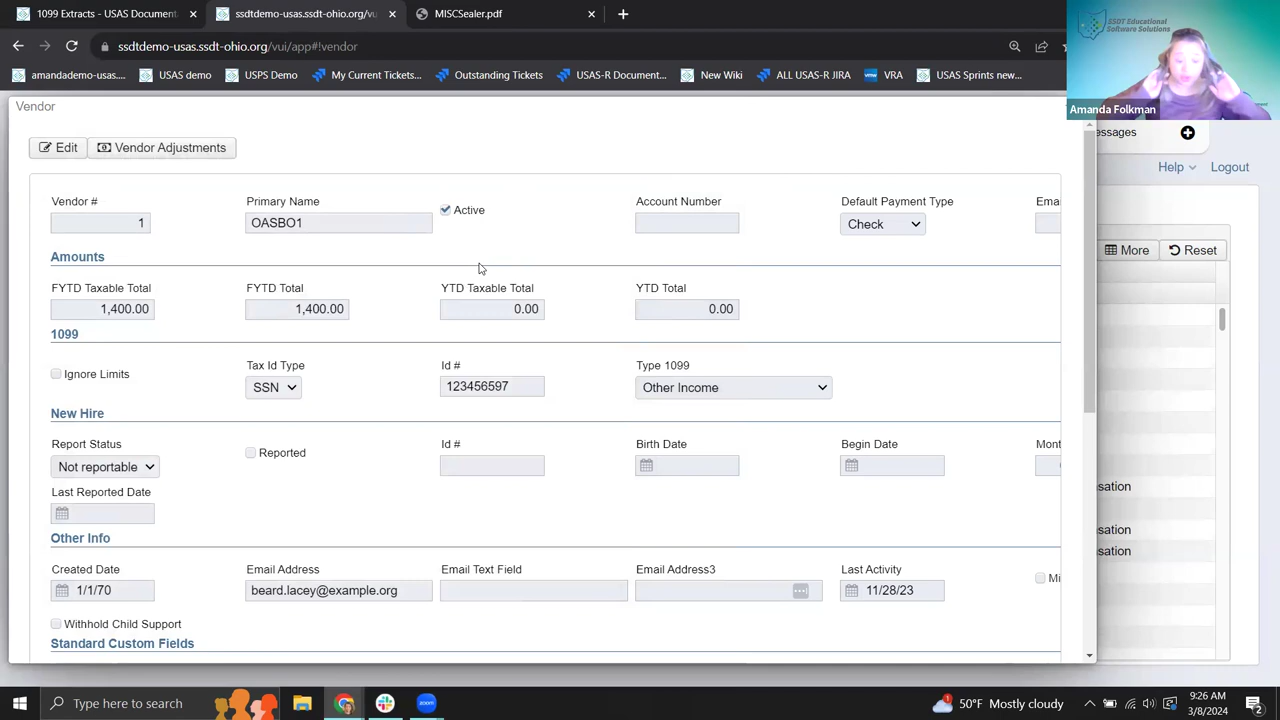 1099 Extracts - USAS Document
ssdtdemo-usas.ssdt-ohio.org/vu
MISCSealer.pdf
ssdtdemo-usas.ssdt-ohio.org/vui/app#!vendor
amandademo-usas...
USAS demo
USPS Demo
My Current Tickets...
Outstanding Tickets
USAS-R Document...
New Wiki
ALL USAS-R JIRA
VRA
USAS Sprints new...
SSDT Educational
Software Solutions
Amanda Folkman
Vendor
essages
Edit
Vendor Adjustments
Help
Logout
Vendor #
Primary Name
Active
Account Number
Default Payment Type
Ema
1
OASBO1
Check
More
Reset
Amounts
FYTD Taxable Total
FYTD Total
YTD Taxable Total
YTD Total
1,400.00
1,400.00
0.00
0.00
1099
Ignore Limits
Tax Id Type
Id #
Type 1099
SSN
123456597
Other Income
New Hire
Report Status
Reported
Id #
Birth Date
Begin Date
Mont
Not reportable
sation
Last Reported Date
sation
Other Info
sation
Created Date
Email Address
Email Text Field
Email Address3
Last Activity
Mi
1/1/70
beard.lacey@example.org
11/28/23
Withhold Child Support
Standard Custom Fields
Type here to search
zoom
1
50°F Mostly cloudy
9:26 AM
3/8/2024
2